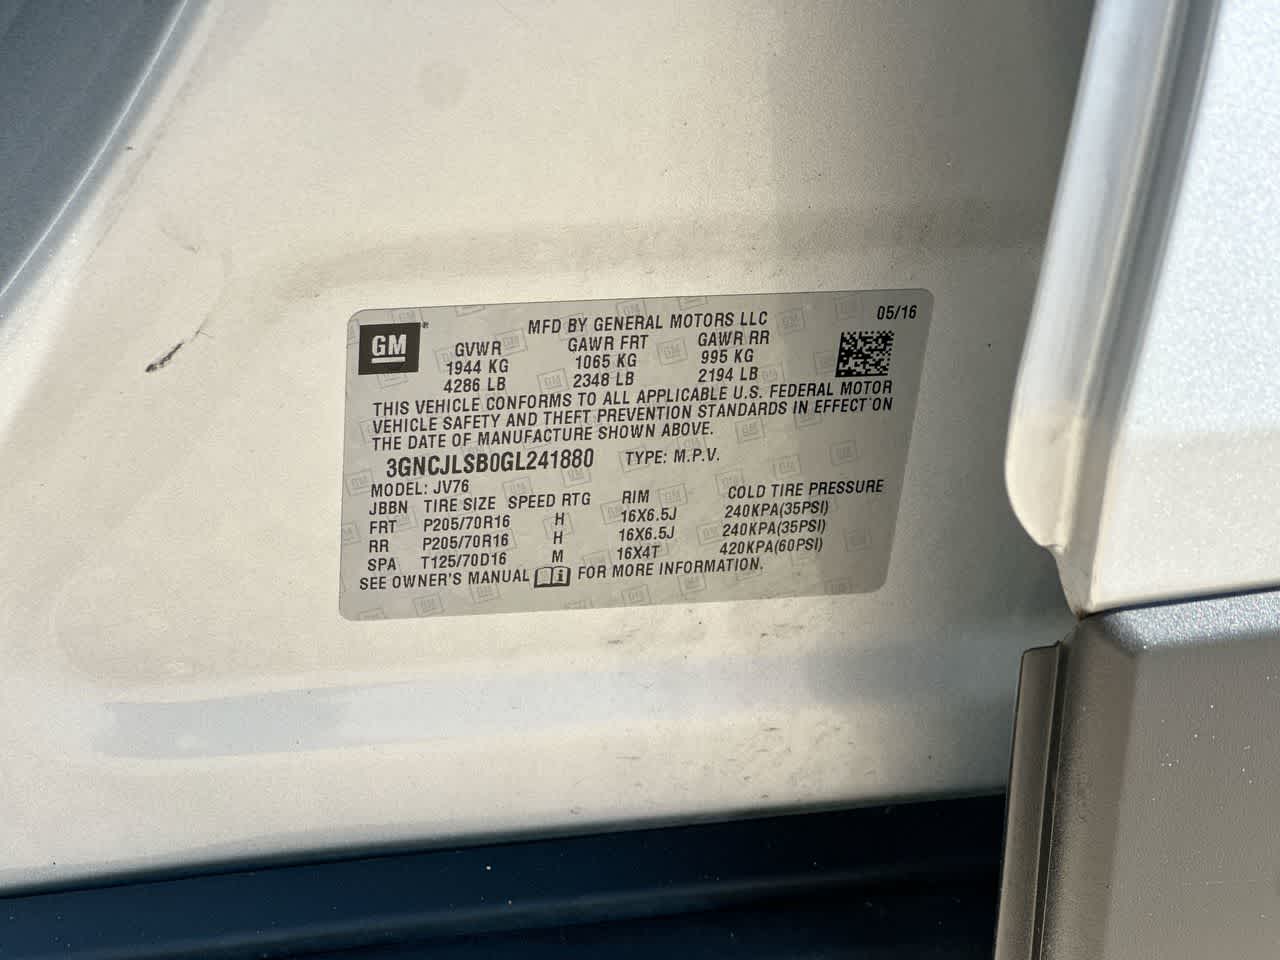 05/16
GM
MFD BY GENERAL MOTORS LLC
GVWR GAWR FRT GAWR RR
1944 KG 1065 KG 995 KG
4286 LB 2348 LB 2194 LB
THIS VEHICLE CONFORMS TO ALL APPLICABLE U.S. FEDERAL MOTOR
VEHICLE SAFETY AND THEFT PREVENTION STANDARDS IN EFFECT ON
THE DATE OF MANUFACTURE SHOWN ABOVE.
3GNCJLSB0GL241880 TYPE: M.P.V.
MODEL: JV76
JBBN TIRE SIZE SPEED RTG RIM COLD TIRE PRESSURE
FRT P205/70R16 H 16X6.5J 240KPA(35PSI)
RR P205/70R16 H 16X6.5J 240KPA(35PSI)
SPA T125/70D16 M 16X4T 420KPA(60PSI)
SEE OWNER'S MANUAL FOR MORE INFORMATION.